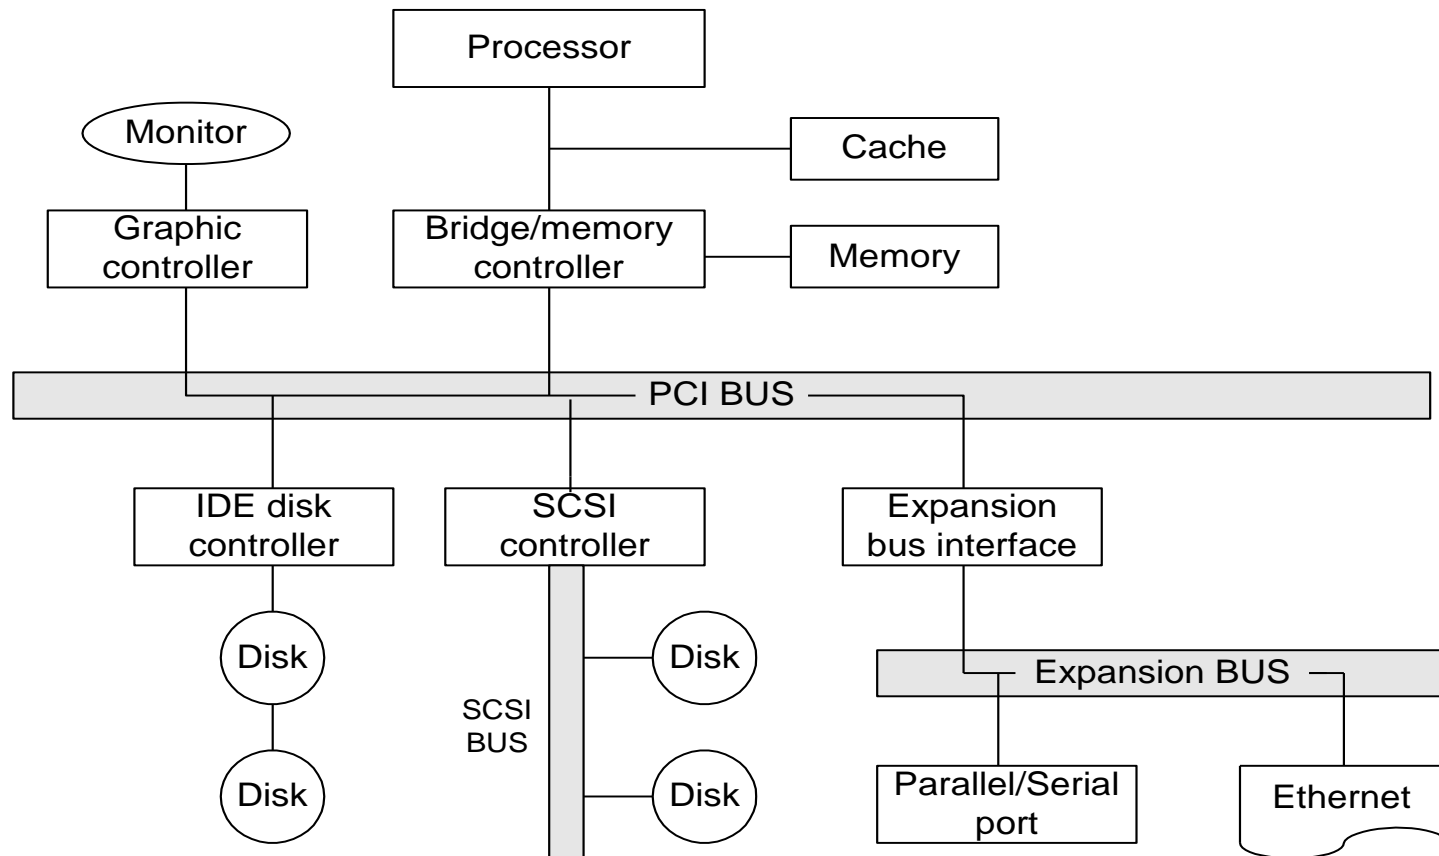 Processor
Monitor
Cache
Graphic
controller
Bridge/memory
controller
Memory
PCI BUS
IDE disk
controller
SCSI
controller
Expansion
bus interface
Disk
Disk
Expansion BUS
SCSI
BUS
Disk
Disk
Parallel/Serial
port
Ethernet